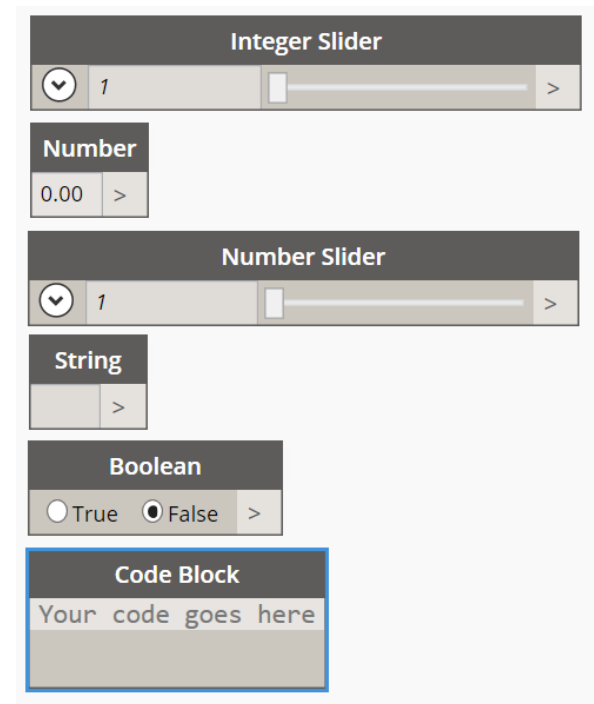 Integer Slider
1 >
Number
0.00 >
Number Slider
1 >
String
>
Boolean
True False >
Code Block
Your code goes here